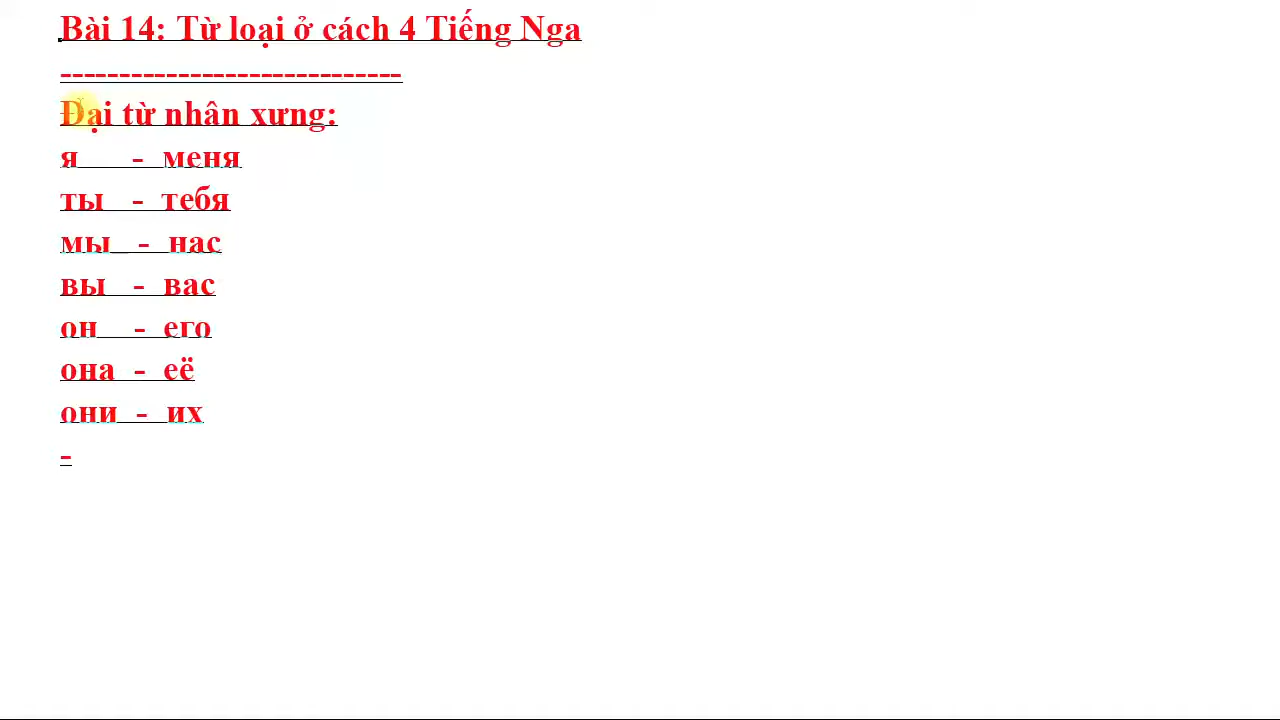 Bài 14: Từ loại ở cách 4 Tiếng Nga
-----------------------------
Đại từ nhân xưng:
я - меня
ты - тебя
мы - нас
вы - вас
он - его
она - её
они - их
-